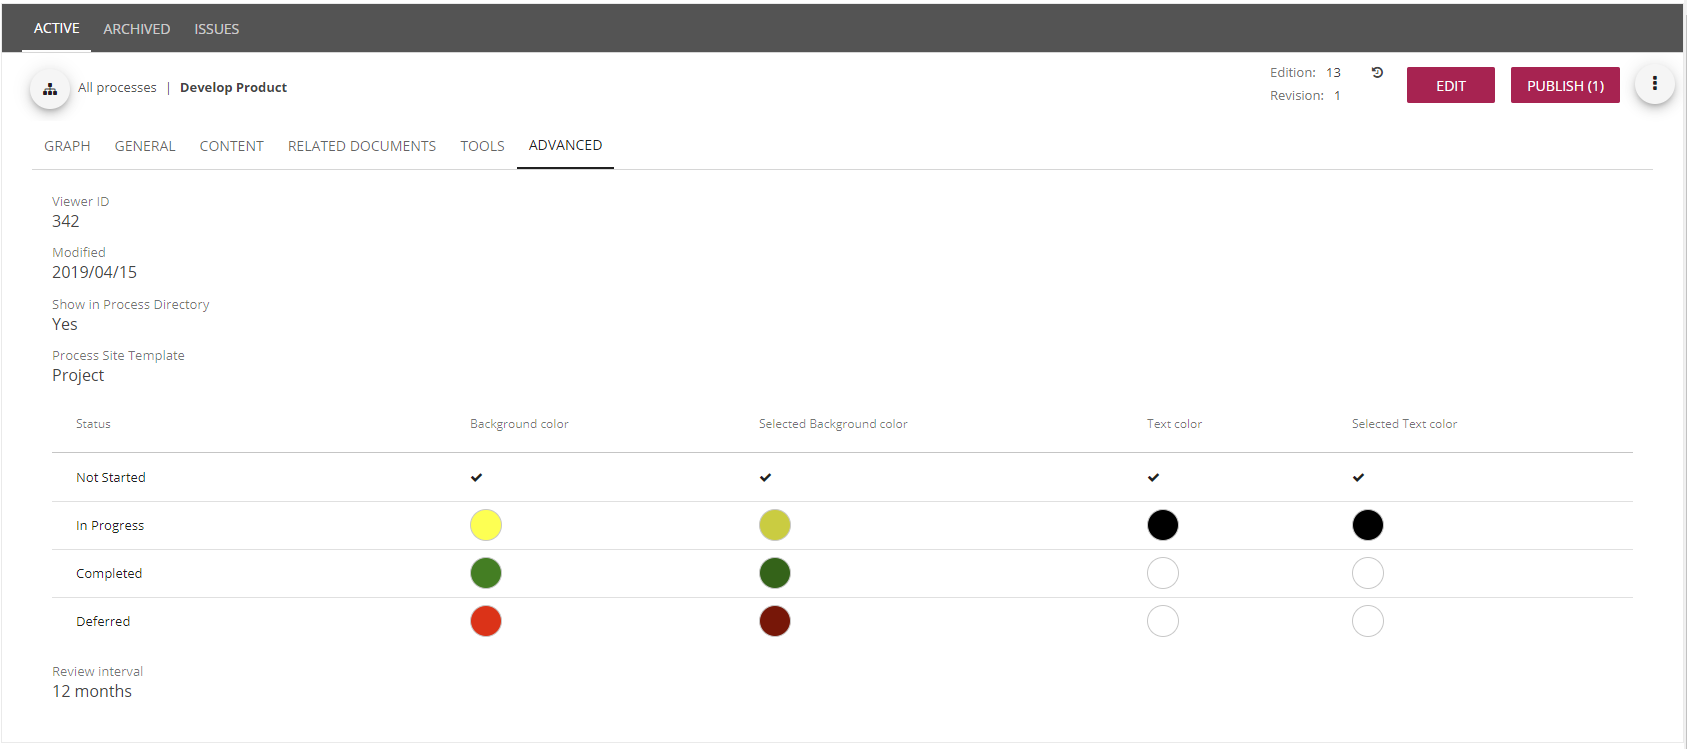 ACTIVE ARCHIVED ISSUES
All processes | Develop Product
Edition: 13
Revision: 1
EDIT
PUBLISH (1)
GRAPH GENERAL CONTENT RELATED DOCUMENTS TOOLS ADVANCED
Viewer ID
342
Modified
2019/04/15
Show in Process Directory
Yes
Process Site Template
Project
Status Background color Selected Background color Text color Selected Text color
Not Started
In Progress
Completed
Deferred
Review interval
12 months